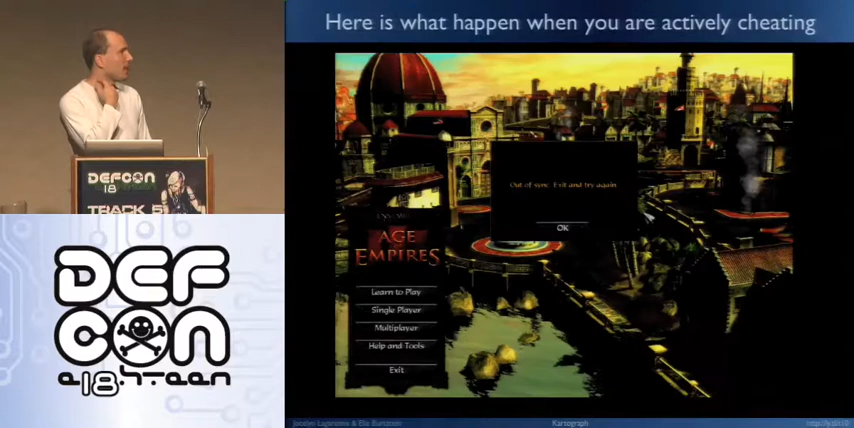 Here is what happen when you are actively cheating
Out of sync. Exit and try again.
OK
AGE
EMPIRES
Learn to Play
Single Player
Multiplayer
Help and Tools
Exit
DEFCON
18
TRACK 5
DEF
CON
18
Kartograph